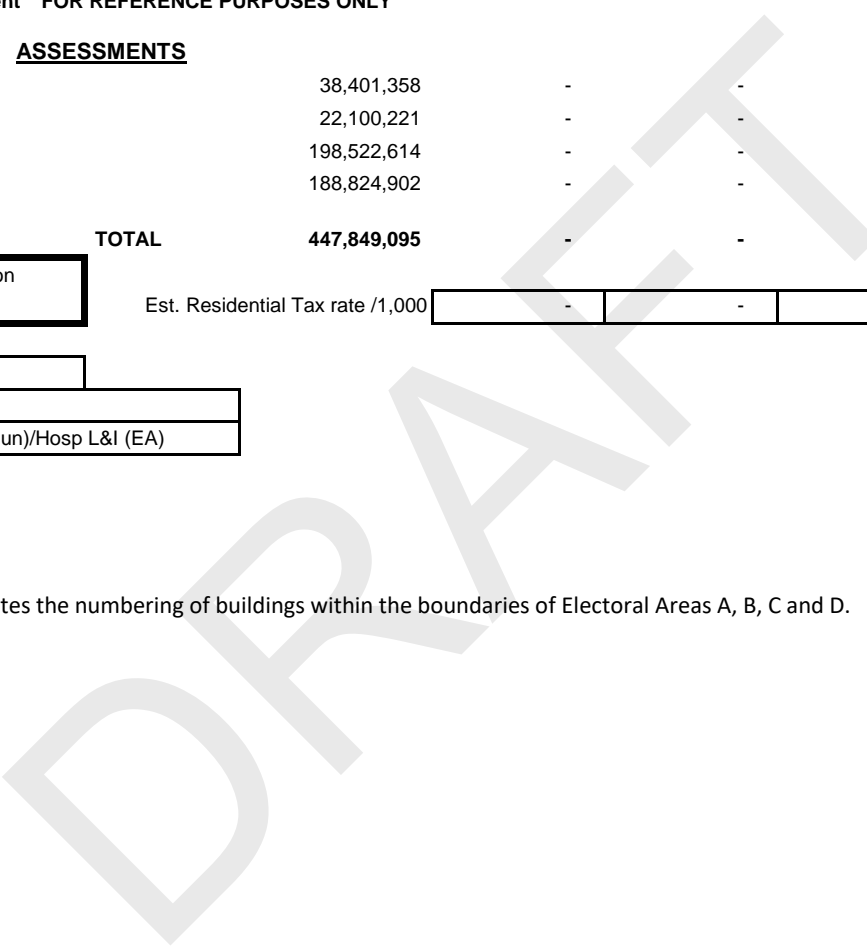 FOR REFERENCE PURPOSES ONLY
ASSESSMENTS
38,401,358 - -
22,100,221 - -
198,522,614 - -
188,824,902 - -
TOTAL 447,849,095 - -
Est. Residential Tax rate /1,000 - -
un)/Hosp L&I (EA)
tes the numbering of buildings within the boundaries of Electoral Areas A, B, C and D.
DRAFT